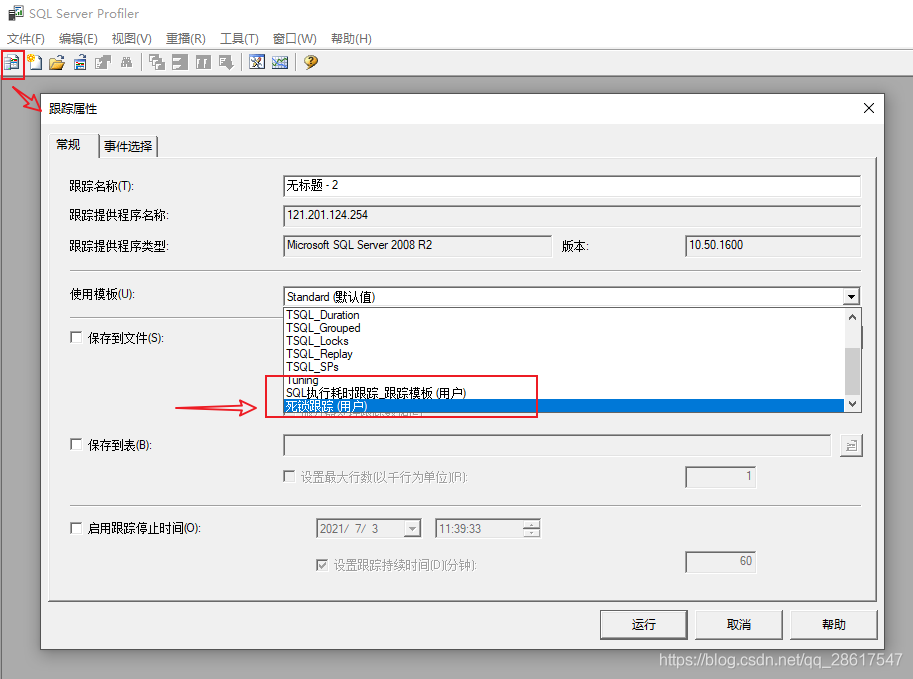 SQL Server Profiler
文件(F) 编辑(E) 视图(V) 重播(R) 工具(T) 窗口(W) 帮助(H)
跟踪属性
常规 事件选择
跟踪名称(T): 无标题 - 2
跟踪提供程序名称: 121.201.124.254
跟踪提供程序类型: Microsoft SQL Server 2008 R2 版本: 10.50.1600
使用模板(U): Standard (默认值)
TSQL_Duration
TSQL_Grouped
保存到文件(S): TSQL_Locks
TSQL_Replay
TSQL_SPs
Tuning
SQL执行耗时跟踪_跟踪模板 (用户)
死锁跟踪 (用户)
保存到表(B):
设置最大行数(以千行为单位)(R): 1
启用跟踪停止时间(O): 2021/ 7/ 3 11:39:33
设置跟踪持续时间(D)(分钟): 60
运行 取消 帮助
https://blog.csdn.net/qq_28617547